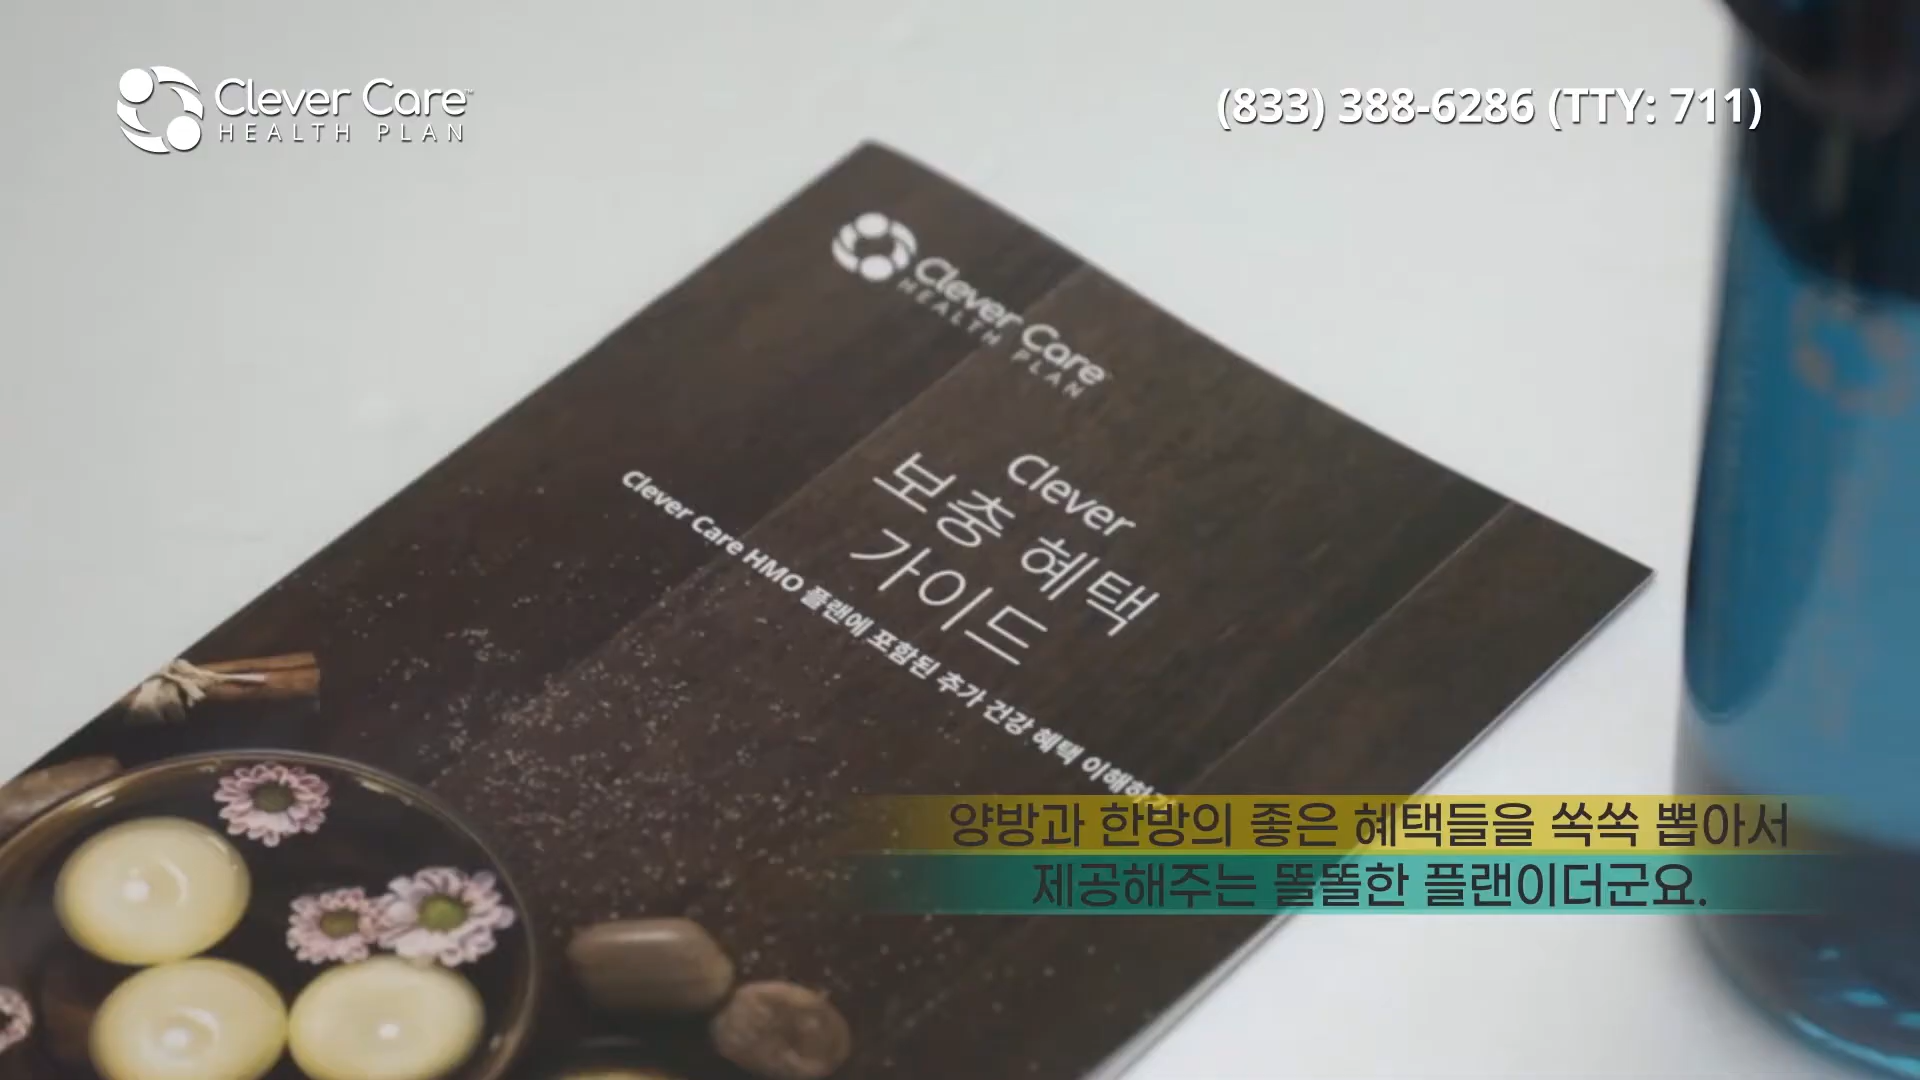 Clever Care™
HEALTH PLAN
(833) 388-6286 (TTY: 711)
Clever Care
HEALTH PLAN
Clever
보충 혜택
가이드
Clever Care HMO 플랜에 포함된 추가 건강 혜택 이해하기
양방과 한방의 좋은 혜택들을 쏙쏙 뽑아서
제공해주는 똘똘한 플랜이더군요.